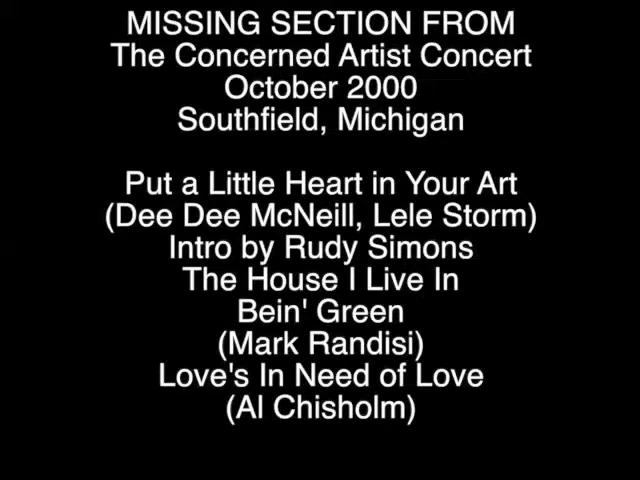 MISSING SECTION FROM
The Concerned Artist Concert
October 2000
Southfield, Michigan
Put a Little Heart in Your Art
(Dee Dee McNeill, Lele Storm)
Intro by Rudy Simons
The House I Live In
Bein' Green
(Mark Randisi)
Love's In Need of Love
(Al Chisholm)